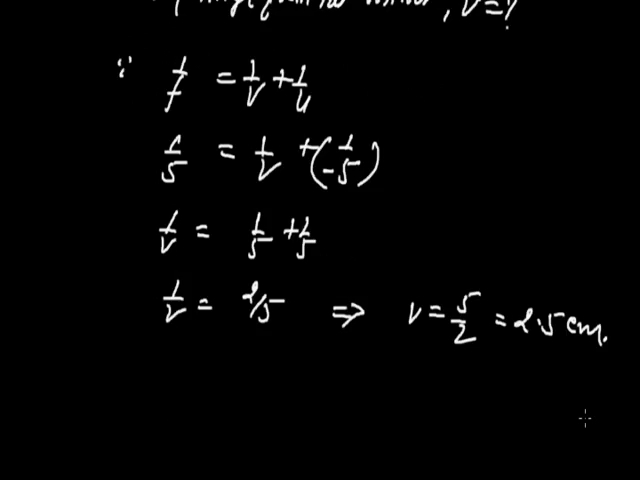 , v=?
∵ 1/f = 1/v + 1/u
1/5 = 1/v + (1/-5)
1/v = 1/5 + 1/5
1/v = 2/5 ⇒ v = 5/2 = 2.5 cm.